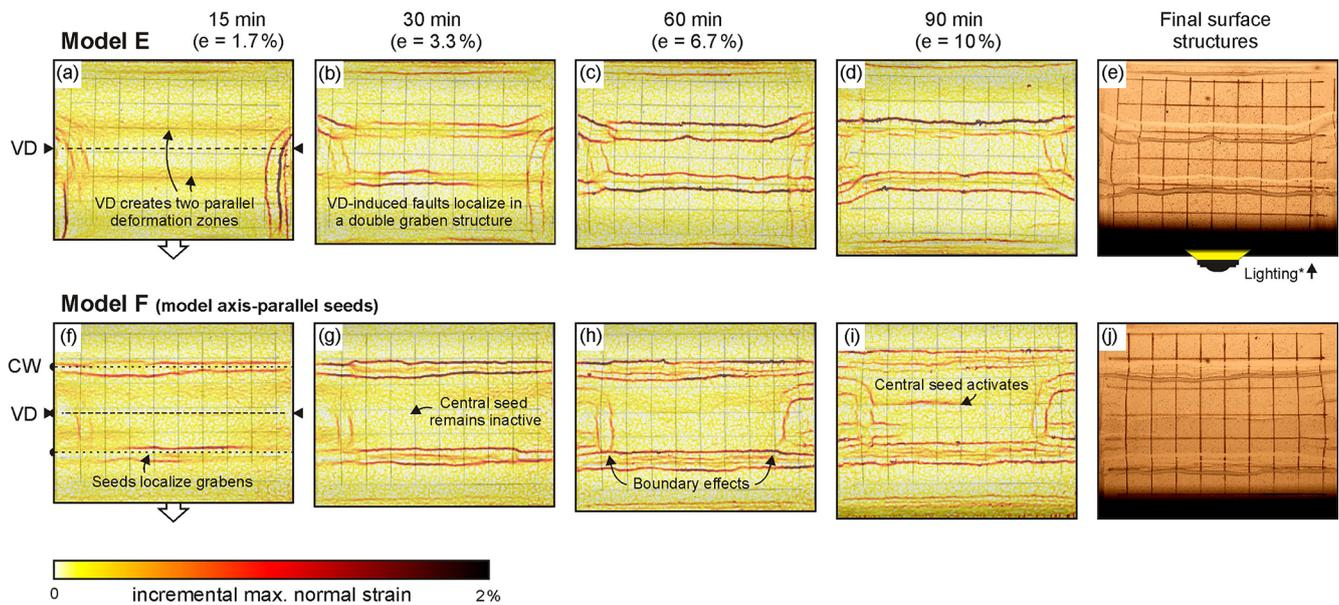 15 min
(e = 1.7 %)
30 min
(e = 3.3 %)
60 min
(e = 6.7 %)
90 min
(e = 10 %)
Final surface
structures
Model E
(a)
(b)
(c)
(d)
(e)
VD
VD creates two parallel
deformation zones
VD-induced faults localize in
a double graben structure
Lighting*
Model F (model axis-parallel seeds)
(f)
(g)
(h)
(i)
(j)
CW
VD
Seeds localize grabens
Central seed
remains inactive
Boundary effects
Central seed activates
0
incremental max. normal strain
2 %